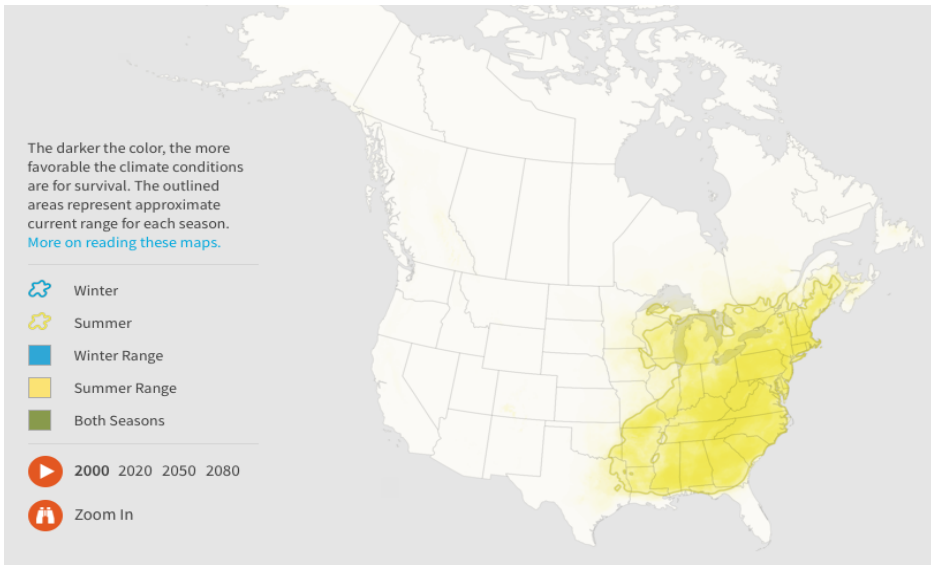 The darker the color, the more
favorable the climate conditions
are for survival. The outlined
areas represent approximate
current range for each season.
More on reading these maps.
Winter
Summer
Winter Range
Summer Range
Both Seasons
2000 2020 2050 2080
Zoom In